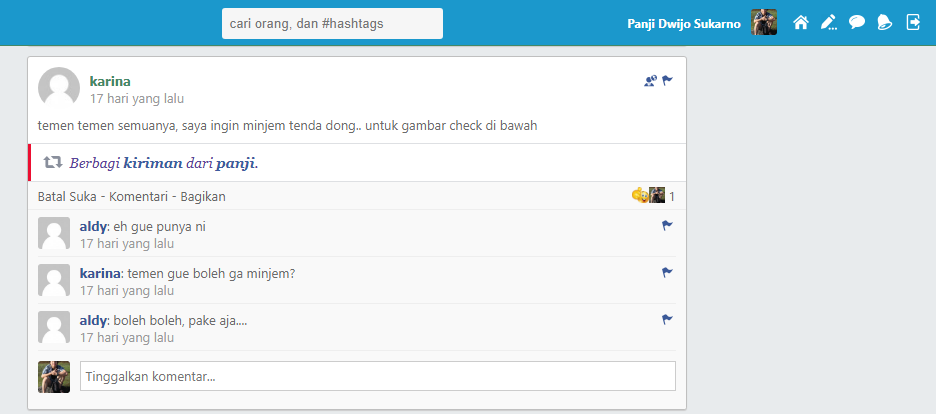 cari orang, dan #hashtags
Panji Dwijo Sukarno
karina
17 hari yang lalu
temen temen semuanya, saya ingin minjem tenda dong.. untuk gambar check di bawah
Berbagi kiriman dari panji.
Batal Suka - Komentari - Bagikan
1
aldy: eh gue punya ni
17 hari yang lalu
karina: temen gue boleh ga minjem?
17 hari yang lalu
aldy: boleh boleh, pake aja....
17 hari yang lalu
Tinggalkan komentar...